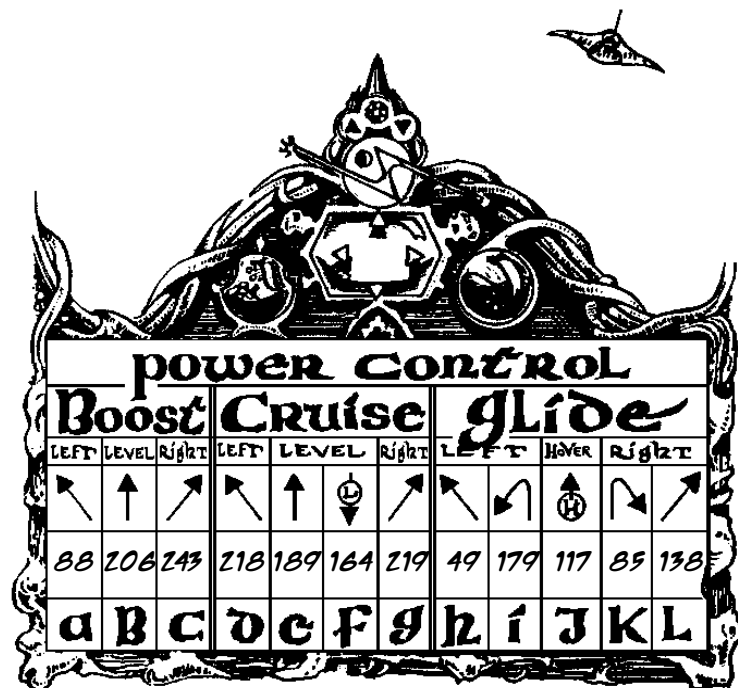 POWER CONTROL
Boost CRuise gLide
LEFT LEVEL Right LEFT LEVEL Right LEFT HOVER Right
L H
88 206 243 218 189 164 219 49 179 117 85 138
a B C d e F g h i J K L